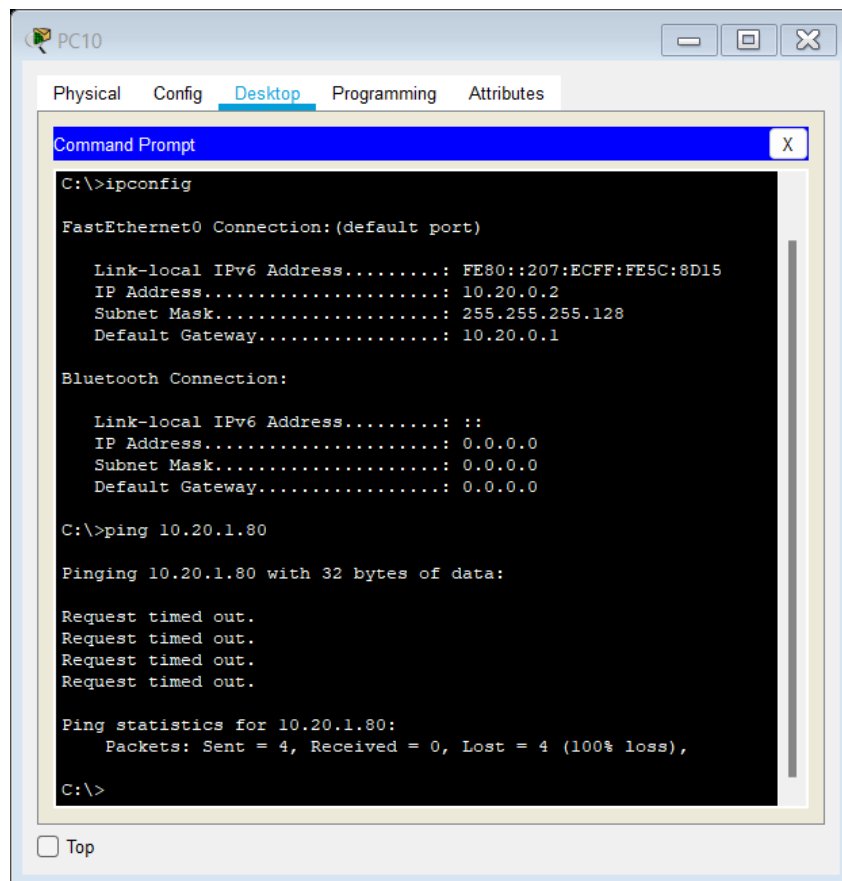 PC10
Physical Config Desktop Programming Attributes
Command Prompt
X
C:\>ipconfig
FastEthernet0 Connection:(default port)
Link-local IPv6 Address.........: FE80::207:ECFF:FE5C:8D15
IP Address......................: 10.20.0.2
Subnet Mask.....................: 255.255.255.128
Default Gateway.................: 10.20.0.1
Bluetooth Connection:
Link-local IPv6 Address.........: ::
IP Address......................: 0.0.0.0
Subnet Mask.....................: 0.0.0.0
Default Gateway.................: 0.0.0.0
C:\>ping 10.20.1.80
Pinging 10.20.1.80 with 32 bytes of data:
Request timed out.
Request timed out.
Request timed out.
Request timed out.
Ping statistics for 10.20.1.80:
Packets: Sent = 4, Received = 0, Lost = 4 (100% loss),
C:\>
Top